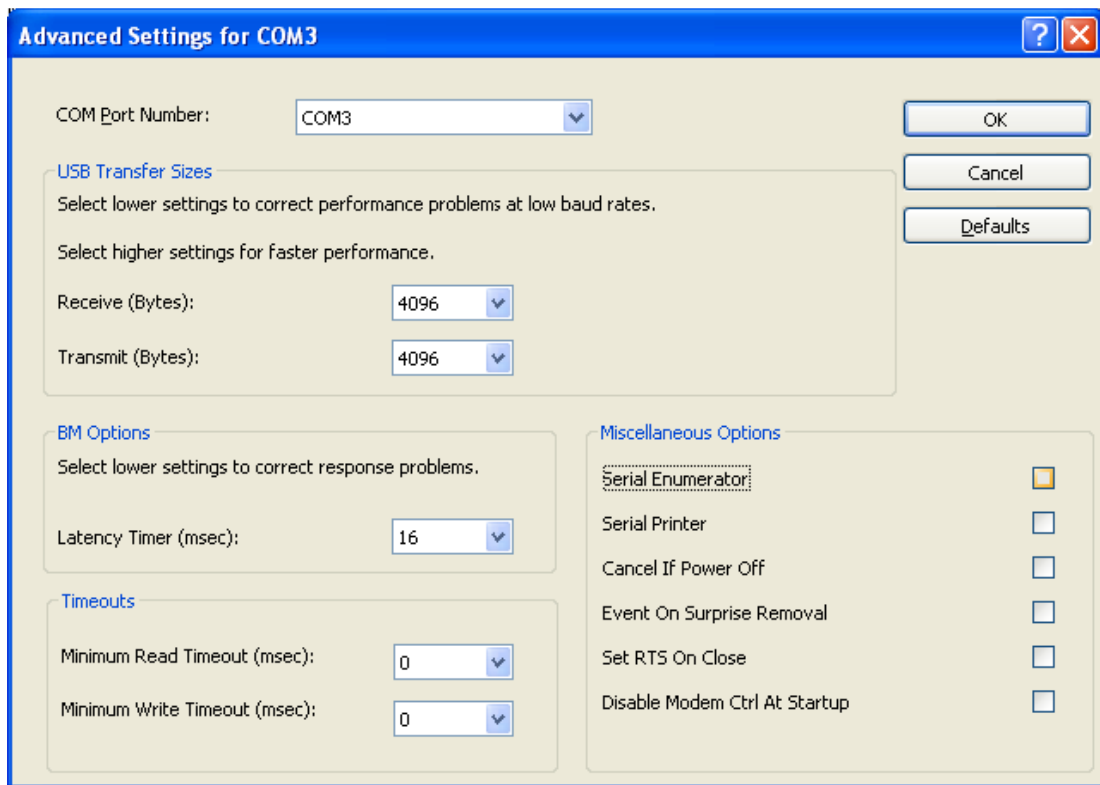 Advanced Settings for COM3
COM Port Number:
COM3
OK
Cancel
Defaults
USB Transfer Sizes
Select lower settings to correct performance problems at low baud rates.
Select higher settings for faster performance.
Receive (Bytes):
4096
Transmit (Bytes):
4096
BM Options
Select lower settings to correct response problems.
Latency Timer (msec):
16
Timeouts
Minimum Read Timeout (msec):
0
Minimum Write Timeout (msec):
0
Miscellaneous Options
Serial Enumerator
Serial Printer
Cancel If Power Off
Event On Surprise Removal
Set RTS On Close
Disable Modem Ctrl At Startup